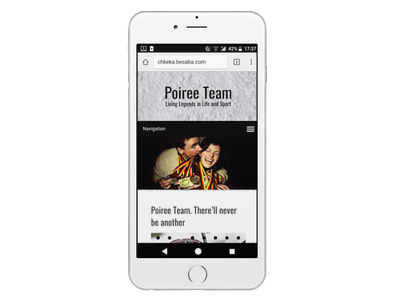 42% 17:37
chkeka.besaba.com
Poiree Team
Living Legends in Life and Sport
Navigation
Poiree Team. There'll never
be another